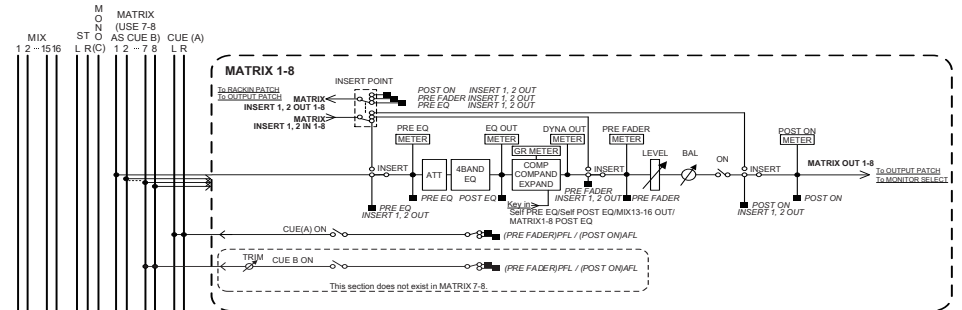 MIX
1 2 ··· 15 16
ST
L R
MONO
(C)
MATRIX
(USE 7-8
AS CUE B)
1 2 ··· 7 8
CUE (A)
L R
MATRIX 1-8
INSERT POINT
To RACKIN PATCH
To OUTPUT PATCH
MATRIX
INSERT 1, 2 OUT 1-8
MATRIX
INSERT 1, 2 IN 1-8
POST ON INSERT 1, 2 OUT
PRE FADER INSERT 1, 2 OUT
PRE EQ INSERT 1, 2 OUT
PRE EQ
METER
EQ OUT
METER
DYNA OUT
METER
PRE FADER
METER
POST ON
METER
GR METER
INSERT
ATT
4BAND
EQ
COMP
COMPAND
EXPAND
INSERT
LEVEL
BAL
ON
INSERT
MATRIX OUT 1-8
To OUTPUT PATCH
To MONITOR SELECT
PRE EQ
INSERT 1, 2 OUT
PRE EQ
POST EQ
Key in
Self PRE EQ/Self POST EQ/MIX13-16 OUT/
MATRIX1-8 POST EQ
PRE FADER
INSERT 1, 2 OUT
PRE FADER
POST ON
INSERT 1, 2 OUT
POST ON
CUE(A) ON
(PRE FADER)PFL / (POST ON)AFL
TRIM
CUE B ON
(PRE FADER)PFL / (POST ON)AFL
This section does not exist in MATRIX 7-8.